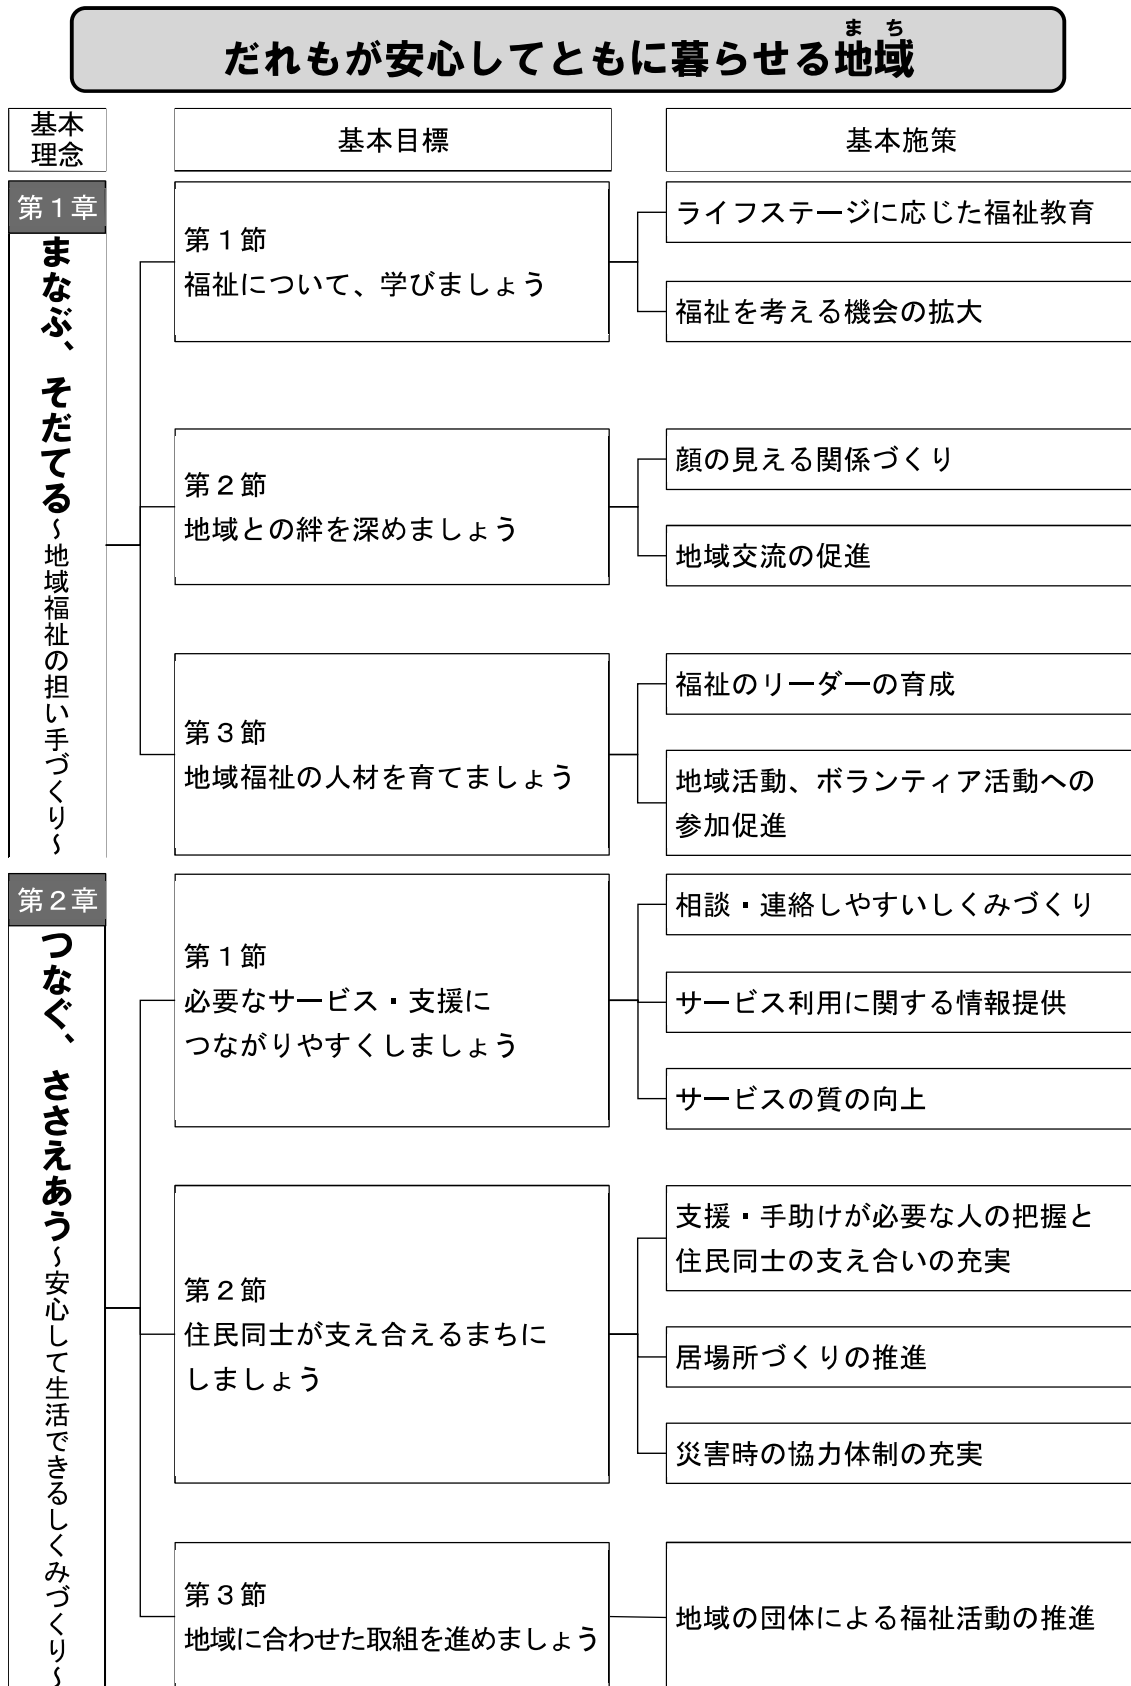 まち
だれもが安心してともに暮らせる地域
基本
理念
基本目標
基本施策
第１章
まなぶ、そだてる～地域福祉の担い手づくり～
第１節
福祉について、学びましょう
ライフステージに応じた福祉教育
福祉を考える機会の拡大
第２節
地域との絆を深めましょう
顔の見える関係づくり
地域交流の促進
第３節
地域福祉の人材を育てましょう
福祉のリーダーの育成
地域活動、ボランティア活動への
参加促進
第２章
つなぐ、ささえあう～安心して生活できるしくみづくり～
第１節
必要なサービス・支援に
つながりやすくしましょう
相談・連絡しやすいしくみづくり
サービス利用に関する情報提供
サービスの質の向上
第２節
住民同士が支え合えるまちに
しましょう
支援・手助けが必要な人の把握と
住民同士の支え合いの充実
居場所づくりの推進
災害時の協力体制の充実
第３節
地域に合わせた取組を進めましょう
地域の団体による福祉活動の推進